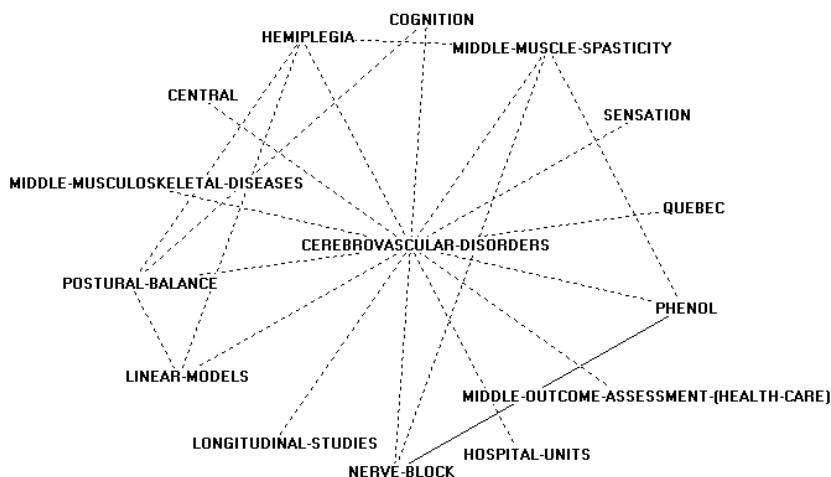 COGNITION
HEMIPLEGIA
MIDDLE-MUSCLE-SPASTICITY
CENTRAL
SENSATION
MIDDLE-MUSCULOSKELETAL-DISEASES
QUEBEC
CEREBROVASCULAR-DISORDERS
POSTURAL-BALANCE
PHENOL
LINEAR-MODELS
MIDDLE-OUTCOME-ASSESSMENT-(HEALTH-CARE)
LONGITUDINAL-STUDIES
HOSPITAL-UNITS
NERVE-BLOCK